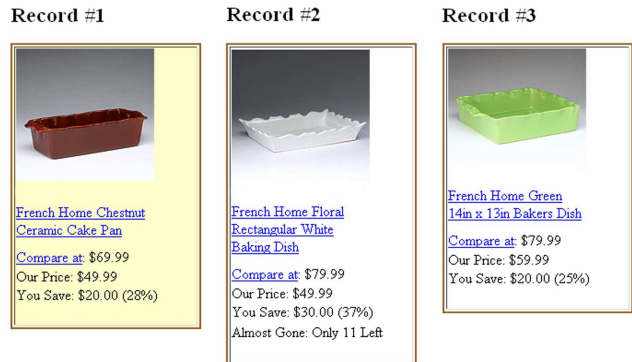 Record #1
French Home Chestnut
Ceramic Cake Pan
Compare at: $69.99
Our Price: $49.99
You Save: $20.00 (28%)
Record #2
French Home Floral
Rectangular White
Baking Dish
Compare at: $79.99
Our Price: $49.99
You Save: $30.00 (37%)
Almost Gone: Only 11 Left
Record #3
French Home Green
14in x 13in Bakers Dish
Compare at: $79.99
Our Price: $59.99
You Save: $20.00 (25%)